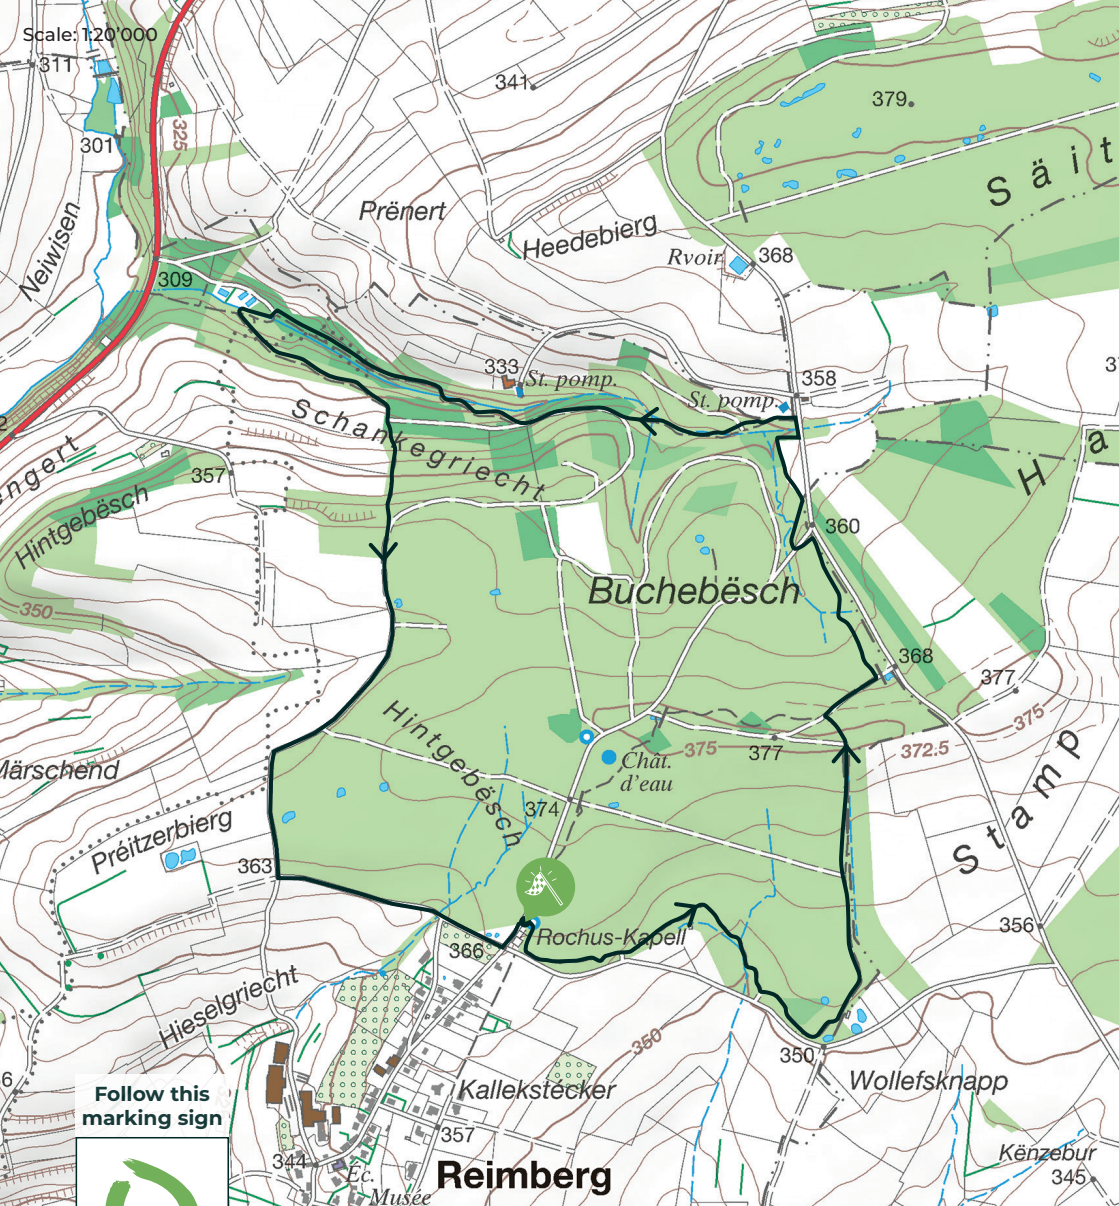 Scale: 1:20'000
311
341
379
301
325
Säit
Prënert
Neiwisen
Heedebierg
Rvoir
368
309
333
St. pomp.
358
St. pomp.
Schankegriecht
Ha
engert
357
Hintgebësch
360
Buchebësch
350
368
377
375
Hintgebësch
375
377
372.5
Chât.
d'eau
Märschend
374
Stamp
Préitzerbierg
363
356
Rochus-Kapell
366
Hieselgriecht
350
350
Kallekstécker
Wollefsknapp
Follow this
marking sign
357
Kënzebur
345
344
Ec.
Musée
Reimberg